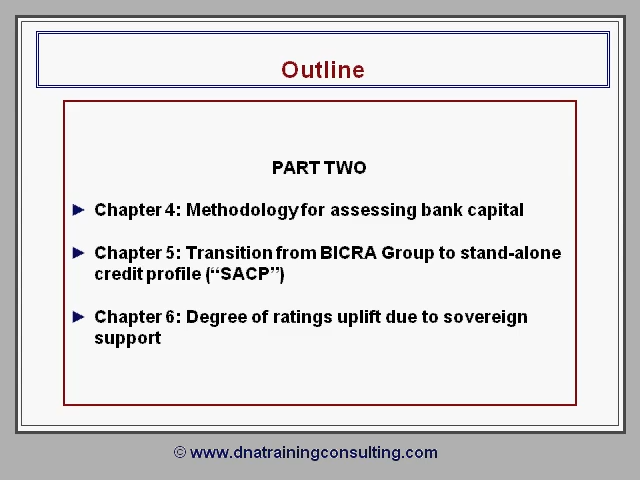 Outline
PART TWO
► Chapter 4: Methodology for assessing bank capital
► Chapter 5: Transition from BICRA Group to stand-alone
credit profile (“SACP”)
► Chapter 6: Degree of ratings uplift due to sovereign
support
© www.dnatrainingconsulting.com